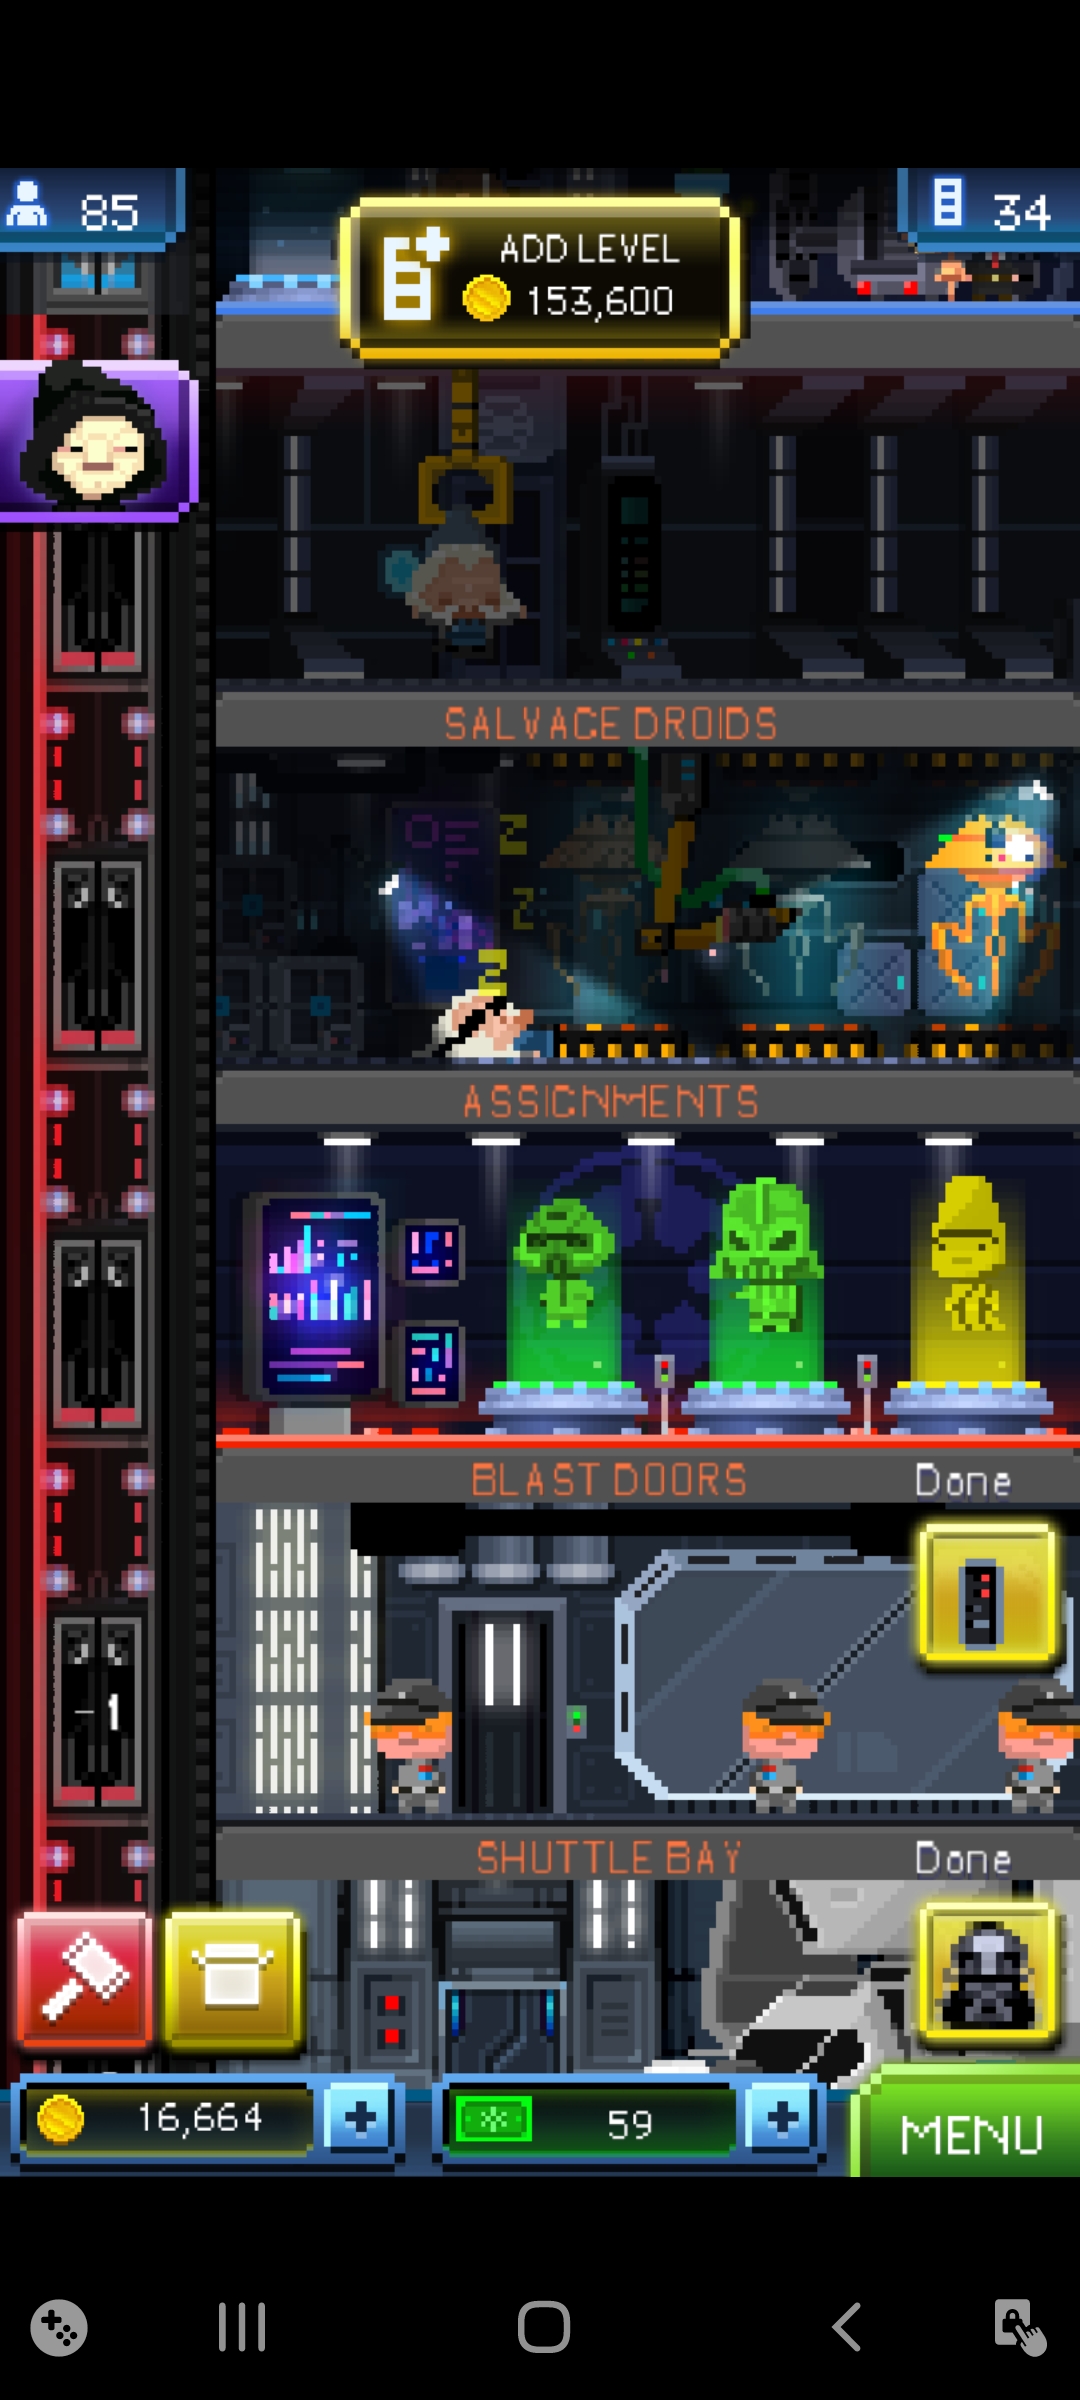 85
ADD LEVEL
153,600
34
SALVAGE DROIDS
Z
Z
Z
ASSIGNMENTS
BLAST DOORS
Done
-1
SHUTTLE BAY
Done
16,664
59
MENU